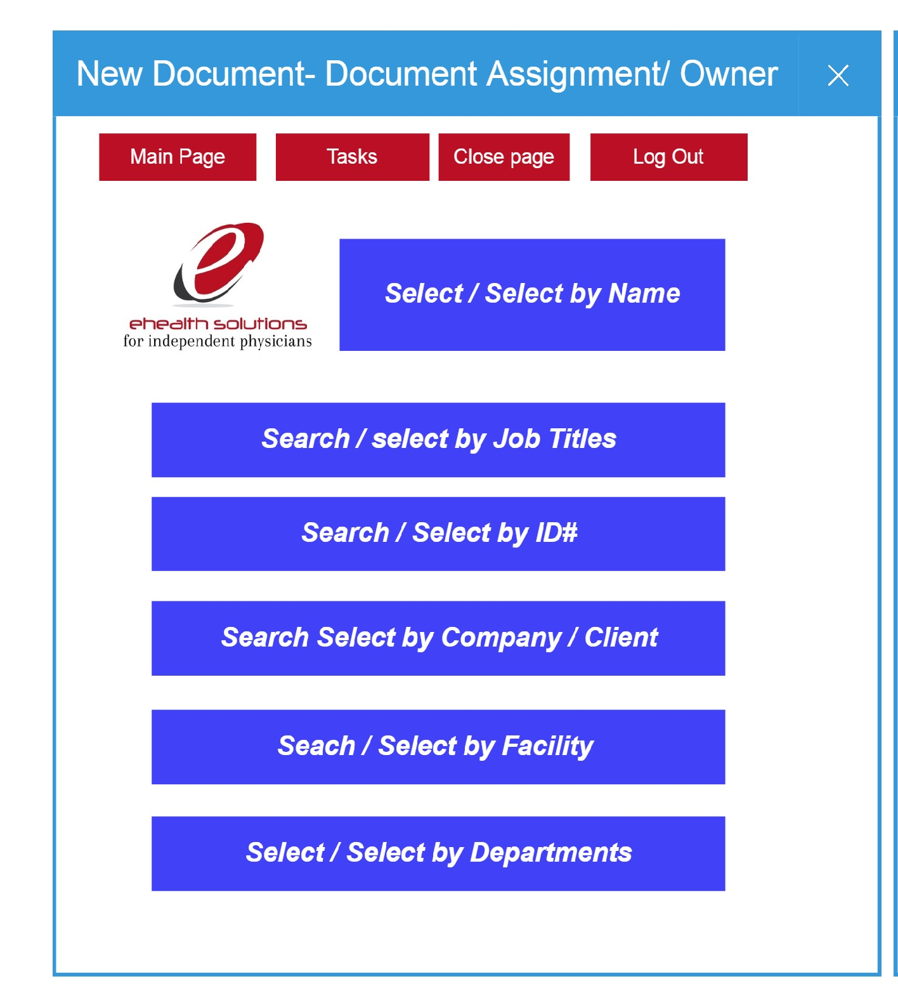 New Document- Document Assignment/ Owner
Main Page
Tasks
Close page
Log Out
ehealth solutions
for independent physicians
Select / Select by Name
Search / select by Job Titles
Search / Select by ID#
Search Select by Company / Client
Seach / Select by Facility
Select / Select by Departments